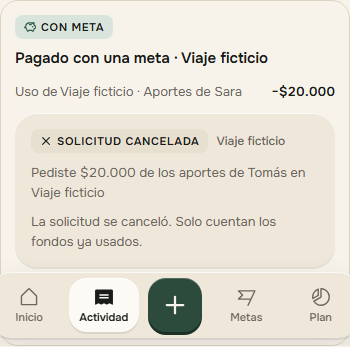 CON META
Pagado con una meta · Viaje ficticio
Uso de Viaje ficticio · Aportes de Sara -$20.000
SOLICITUD CANCELADA Viaje ficticio
Pediste $20.000 de los aportes de Tomás en
Viaje ficticio
La solicitud se canceló. Solo cuentan los
fondos ya usados.
Inicio Actividad Metas Plan